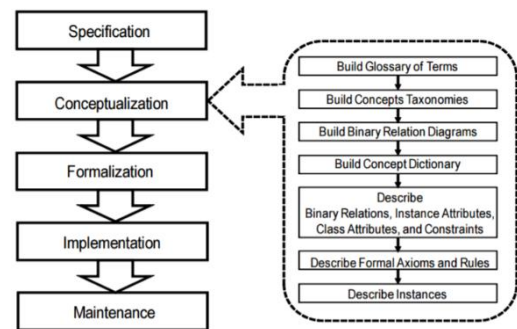 Specification
Conceptualization
Formalization
Implementation
Maintenance
Build Glossary of Terms
Build Concepts Taxonomies
Build Binary Relation Diagrams
Build Concept Dictionary
Describe
Binary Relations, Instance Attributes,
Class Attributes, and Constraints
Describe Formal Axioms and Rules
Describe Instances